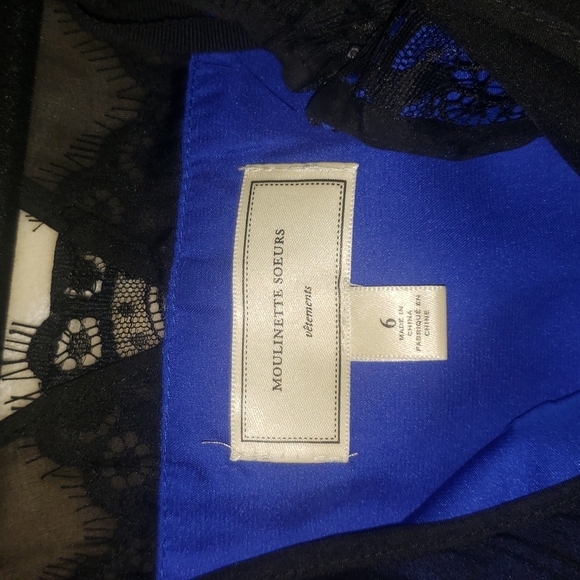 MOULINETTE SOEURS
vêtements
6
MADE IN
CHINA
FABRIQUÉ EN
CHINE